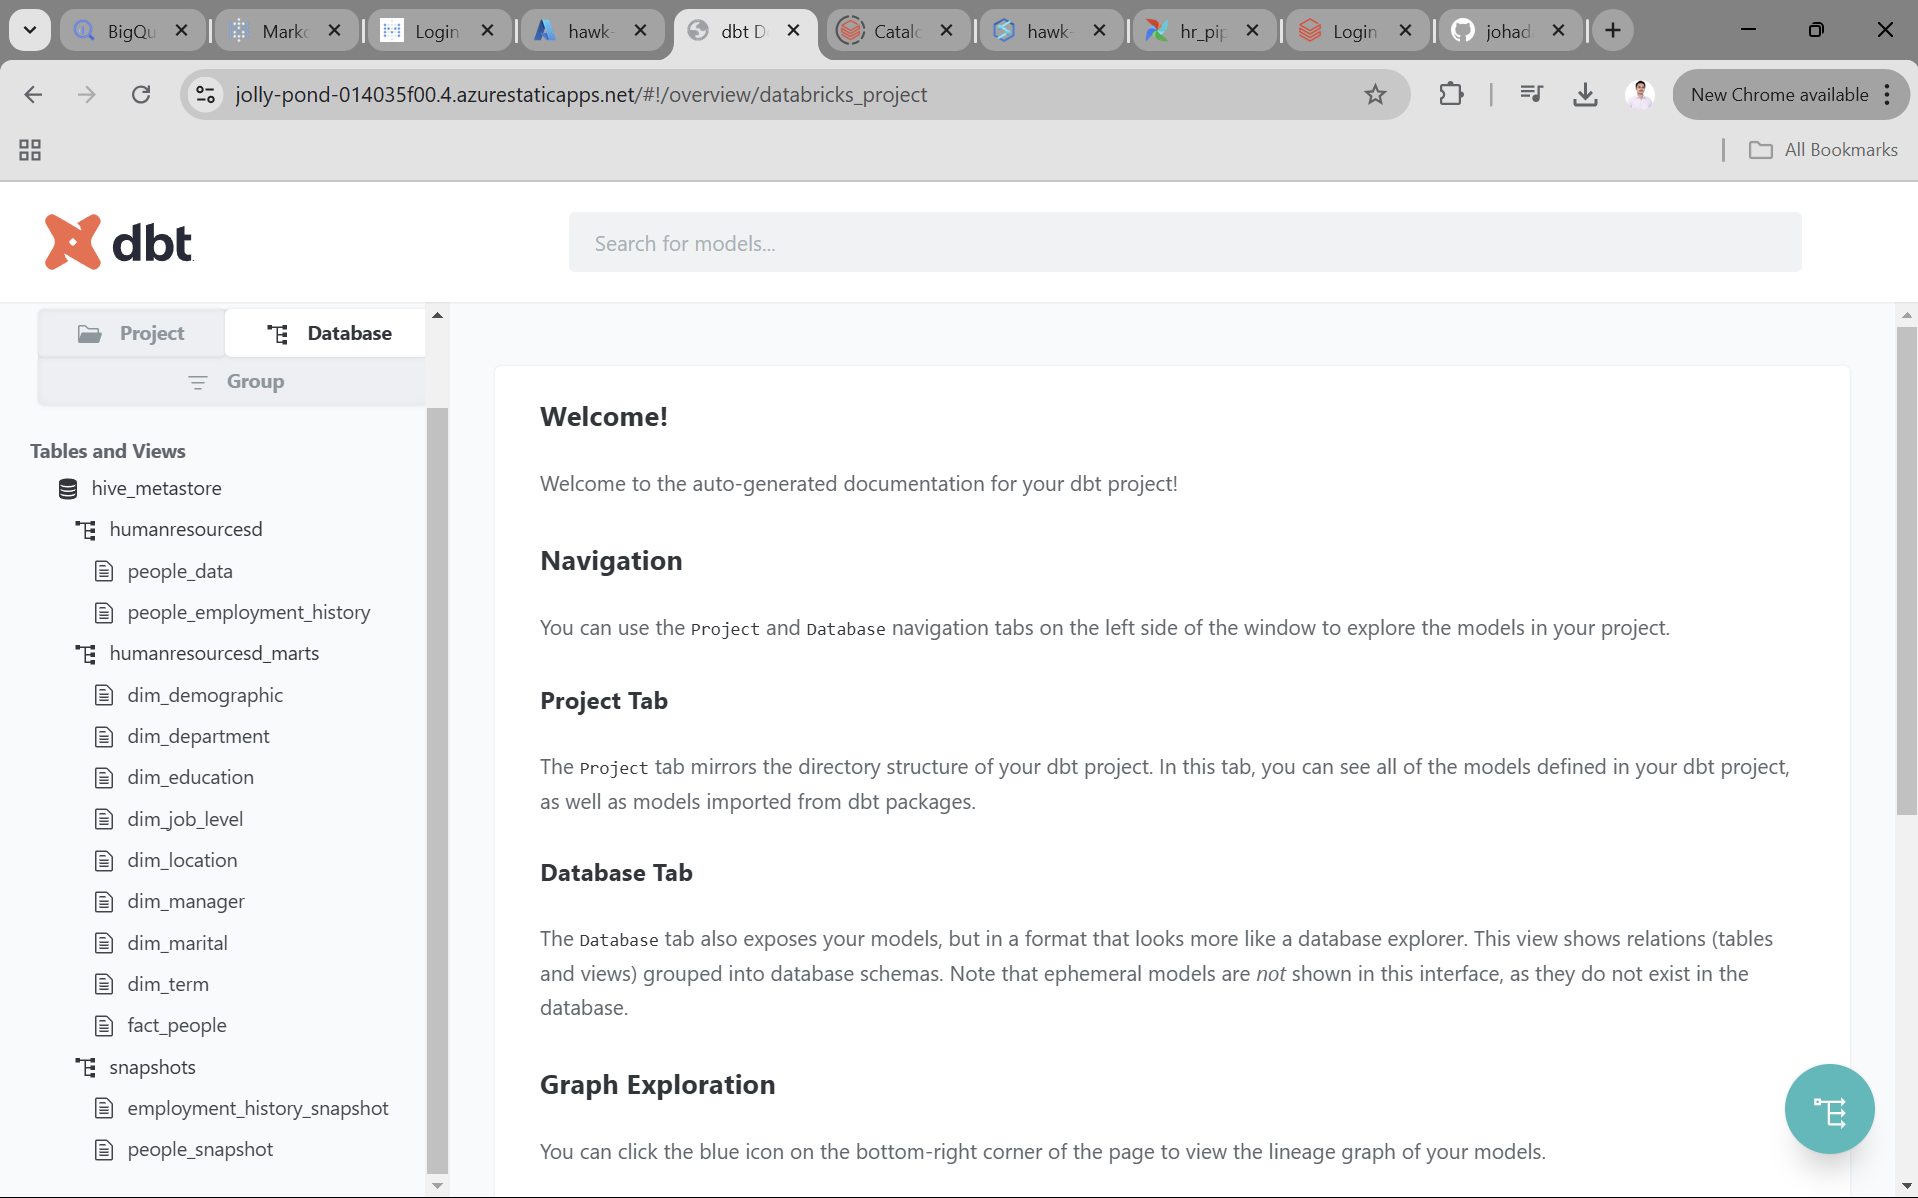 BigQu
Marko
Login
hawk-
dbt D
Catalo
hawk-
hr_pip
Login
johad
jolly-pond-014035f00.4.azurestaticapps.net/#!/overview/databricks_project
New Chrome available
All Bookmarks
dbt
Search for models...
Project
Database
Group
Tables and Views
hive_metastore
humanresourcesd
people_data
people_employment_history
humanresourcesd_marts
dim_demographic
dim_department
dim_education
dim_job_level
dim_location
dim_manager
dim_marital
dim_term
fact_people
snapshots
employment_history_snapshot
people_snapshot
Welcome!
Welcome to the auto-generated documentation for your dbt project!
Navigation
You can use the Project and Database navigation tabs on the left side of the window to explore the models in your project.
Project Tab
The Project tab mirrors the directory structure of your dbt project. In this tab, you can see all of the models defined in your dbt project,
as well as models imported from dbt packages.
Database Tab
The Database tab also exposes your models, but in a format that looks more like a database explorer. This view shows relations (tables
and views) grouped into database schemas. Note that ephemeral models are not shown in this interface, as they do not exist in the
database.
Graph Exploration
You can click the blue icon on the bottom-right corner of the page to view the lineage graph of your models.